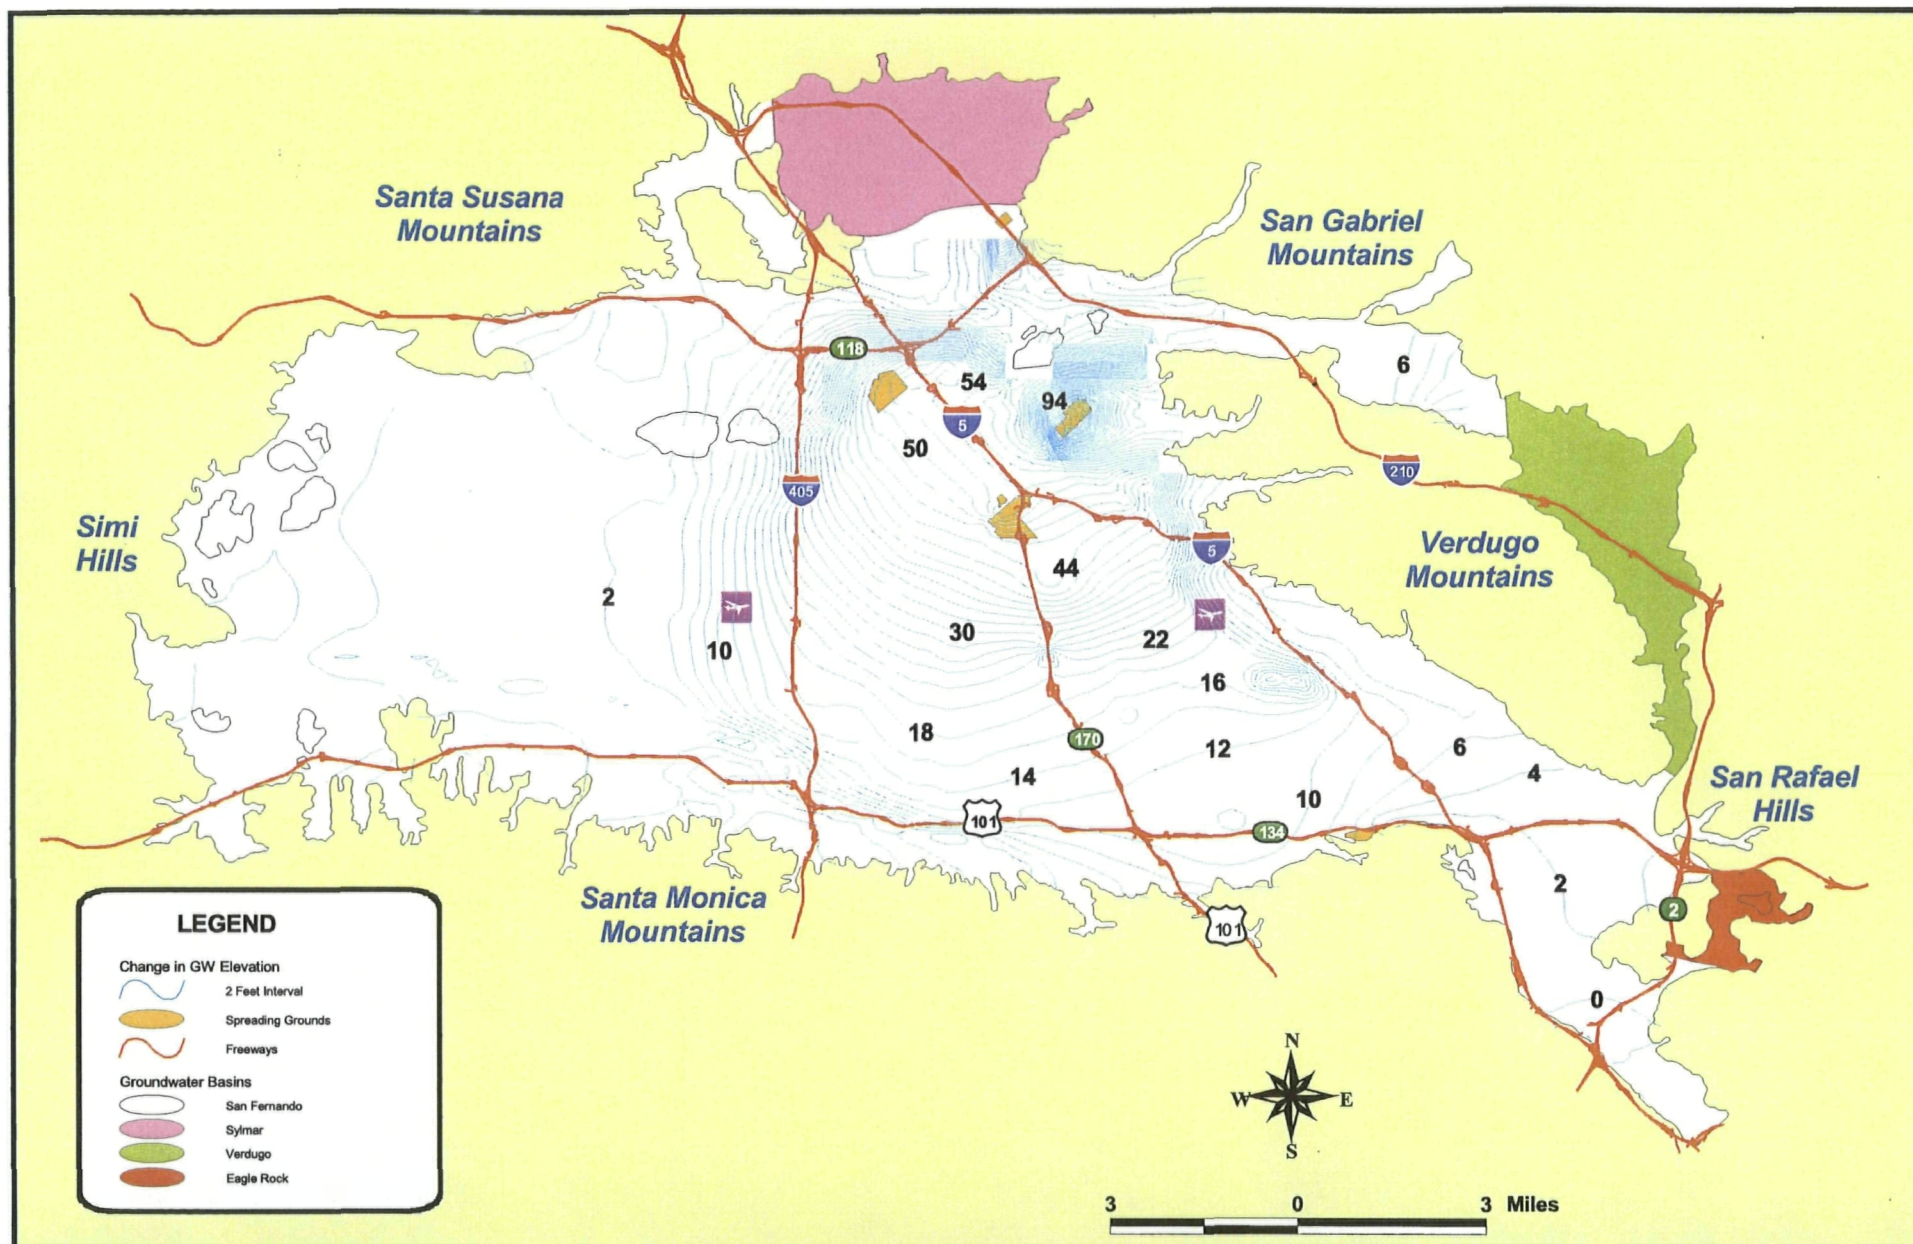 Santa Susana
Mountains
San Gabriel
Mountains
118
6
54
94
5
50
210
405
Simi
Hills
5
Verdugo
Mountains
44
2
30
22
10
16
18
170
12
6
4
14
San Rafael
Hills
10
101
134
2
Santa Monica
Mountains
2
101
0
LEGEND
Change in GW Elevation
2 Feet Interval
Spreading Grounds
Freeways
Groundwater Basins
San Fernando
Sylmar
Verdugo
Eagle Rock
N
W E
S
3 0 3 Miles